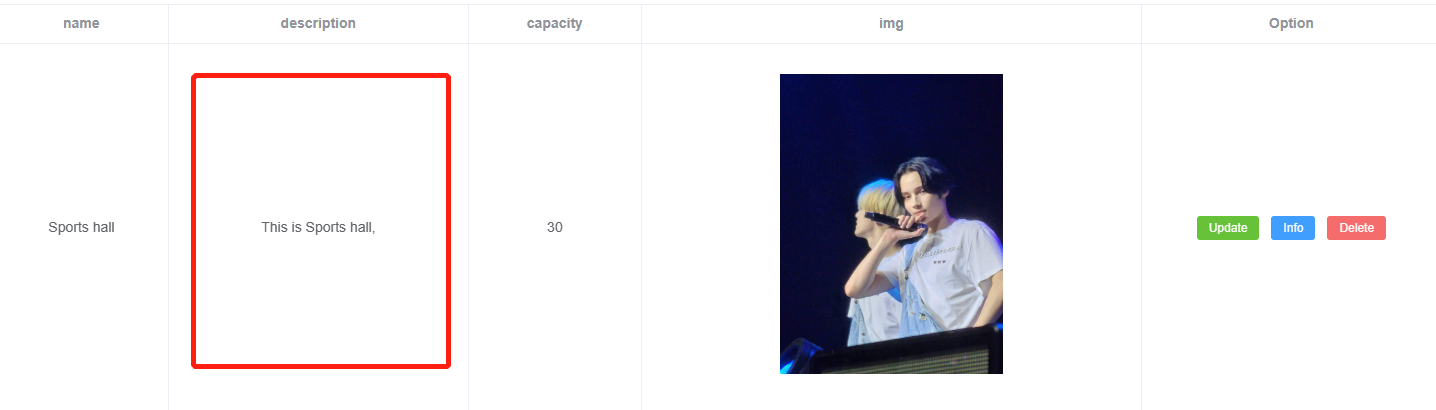 name description capacity img Option
Sports hall This is Sports hall, 30 Update Info Delete